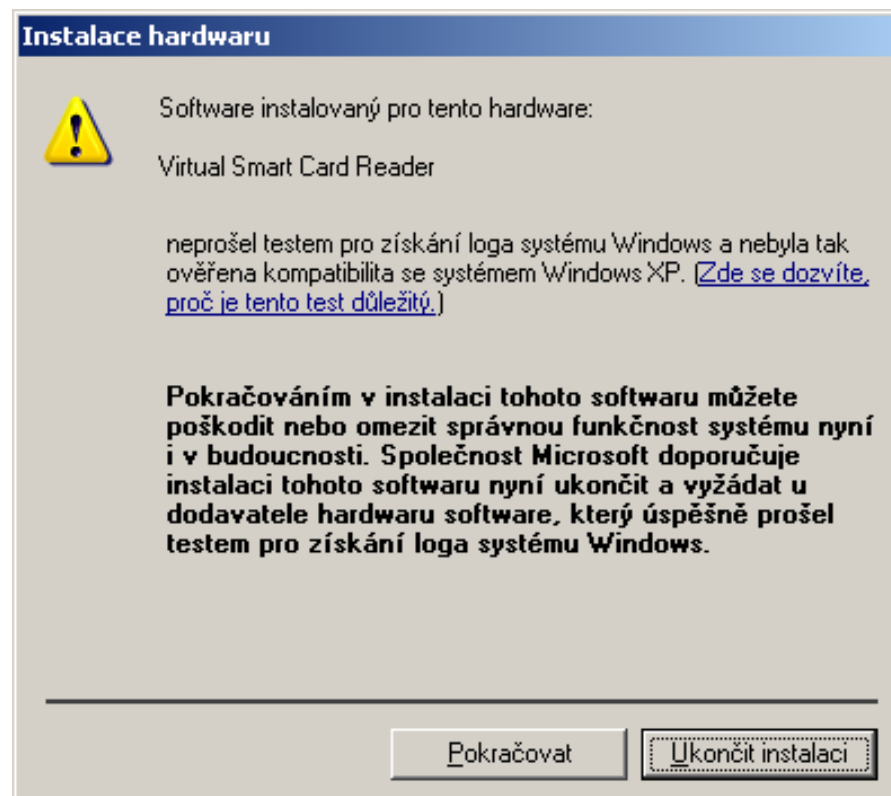 Instalace hardwaru
Software instalovaný pro tento hardware:
Virtual Smart Card Reader
neprošel testem pro získání loga systému Windows a nebyla tak
ověřena kompatibilita se systémem Windows XP. (Zde se dozvíte,
proč je tento test důležitý.)
Pokračováním v instalaci tohoto softwaru můžete
poškodit nebo omezit správnou funkčnost systému nyní
i v budoucnosti. Společnost Microsoft doporučuje
instalaci tohoto softwaru nyní ukončit a vyžádat u
dodavatele hardwaru software, který úspěšně prošel
testem pro získání loga systému Windows.
Pokračovat Ukončit instalaci